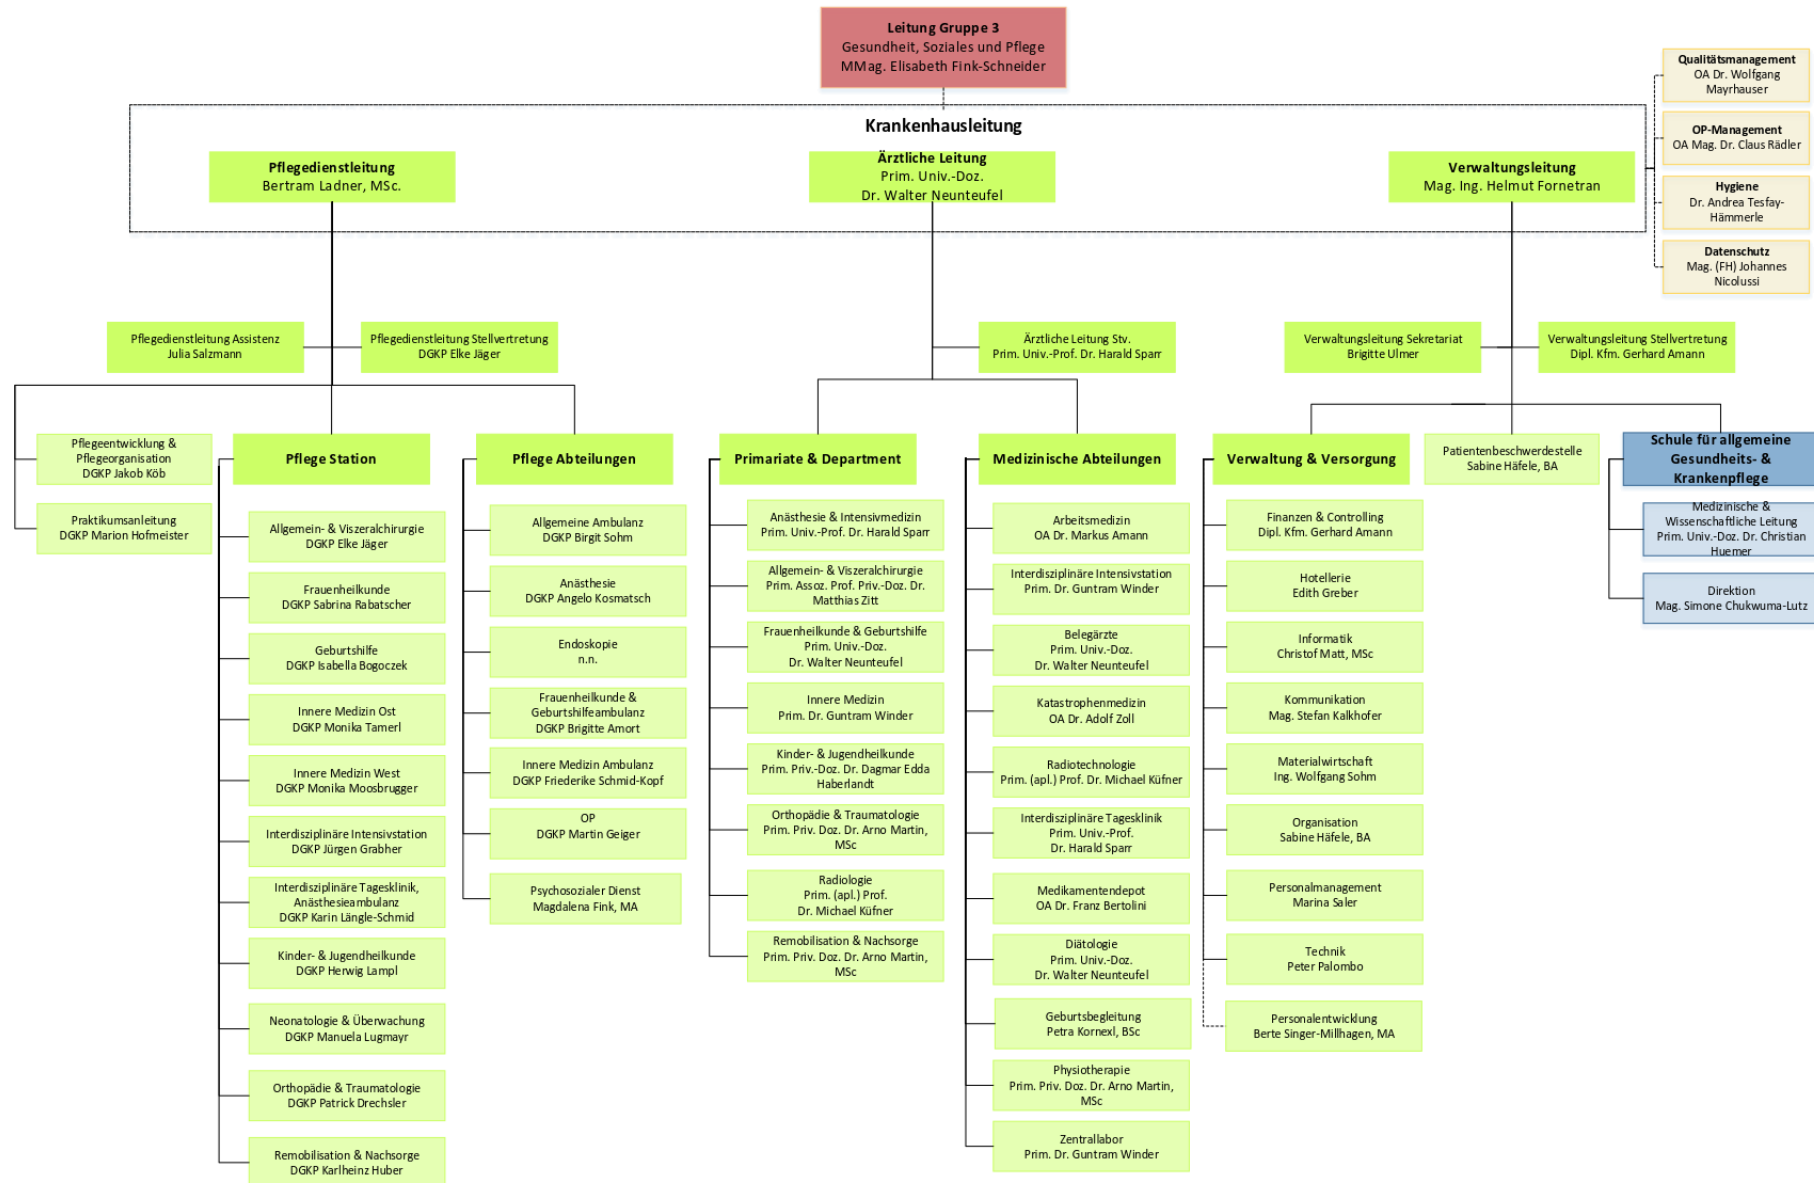 Leitung Gruppe 3
Gesundheit, Soziales und Pflege
MMag. Elisabeth Fink-Schneider
Qualitätsmanagement
OA Dr. Wolfgang
Mayrhauser
OP-Management
OA Mag. Dr. Claus Rädler
Hygiene
Dr. Andrea Tesfay-
Hämmerle
Datenschutz
Mag. (FH) Johannes
Nicolussi
Krankenhausleitung
Pflegedienstleitung
Bertram Ladner, MSc.
Ärztliche Leitung
Prim. Univ.-Doz.
Dr. Walter Neunteufel
Verwaltungsleitung
Mag. Ing. Helmut Fornetran
Pflegedienstleitung Assistenz
Julia Salzmann
Pflegedienstleitung Stellvertretung
DGKP Elke Jäger
Ärztliche Leitung Stv.
Prim. Univ.-Prof. Dr. Harald Sparr
Verwaltungsleitung Sekretariat
Brigitte Ulmer
Verwaltungsleitung Stellvertretung
Dipl. Kfm. Gerhard Amann
Pflegeentwicklung &
Pflegeorganisation
DGKP Jakob Köb
Praktikumsanleitung
DGKP Marion Hofmeister
Pflege Station
Allgemein- & Viszeralchirurgie
DGKP Elke Jäger
Frauenheilkunde
DGKP Sabrina Rabatscher
Geburtshilfe
DGKP Isabella Bogoczek
Innere Medizin Ost
DGKP Monika Tamerl
Innere Medizin West
DGKP Monika Moosbrugger
Interdisziplinäre Intensivstation
DGKP Jürgen Grabher
Interdisziplinäre Tagesklinik,
Anästhesieambulanz
DGKP Karin Längle-Schmid
Kinder- & Jugendheilkunde
DGKP Herwig Lampl
Neonatologie & Überwachung
DGKP Manuela Lugmayr
Orthopädie & Traumatologie
DGKP Patrick Drechsler
Remobilisation & Nachsorge
DGKP Karlheinz Huber
Pflege Abteilungen
Allgemeine Ambulanz
DGKP Birgit Sohm
Anästhesie
DGKP Angelo Kosmatsch
Endoskopie
n.n.
Frauenheilkunde &
Geburtshilfeambulanz
DGKP Brigitte Amort
Innere Medizin Ambulanz
DGKP Friederike Schmid-Kopf
OP
DGKP Martin Geiger
Psychosozialer Dienst
Magdalena Fink, MA
Primariate & Department
Anästhesie & Intensivmedizin
Prim. Univ.-Prof. Dr. Harald Sparr
Allgemein- & Viszeralchirurgie
Prim. Assoz. Prof. Priv.-Doz. Dr.
Matthias Zitt
Frauenheilkunde & Geburtshilfe
Prim. Univ.-Doz.
Dr. Walter Neunteufel
Innere Medizin
Prim. Dr. Guntram Winder
Kinder- & Jugendheilkunde
Prim. Priv.-Doz. Dr. Dagmar Edda
Haberlandt
Orthopädie & Traumatologie
Prim. Priv. Doz. Dr. Arno Martin,
MSc
Radiologie
Prim. (apl.) Prof.
Dr. Michael Küfner
Remobilisation & Nachsorge
Prim. Priv. Doz. Dr. Arno Martin,
MSc
Medizinische Abteilungen
Arbeitsmedizin
OA Dr. Markus Amann
Interdisziplinäre Intensivstation
Prim. Dr. Guntram Winder
Belegärzte
Prim. Univ.-Doz.
Dr. Walter Neunteufel
Katastrophenmedizin
OA Dr. Adolf Zoll
Radiotechnologie
Prim. (apl.) Prof. Dr. Michael Küfner
Interdisziplinäre Tagesklinik
Prim. Univ.-Prof.
Dr. Harald Sparr
Medikamentendepot
OA Dr. Franz Bertolini
Diätologie
Prim. Univ.-Doz.
Dr. Walter Neunteufel
Geburtsbegleitung
Petra Kornexl, BSc
Physiotherapie
Prim. Priv. Doz. Dr. Arno Martin,
MSc
Zentrallabor
Prim. Dr. Guntram Winder
Verwaltung & Versorgung
Finanzen & Controlling
Dipl. Kfm. Gerhard Amann
Hotellerie
Edith Greber
Informatik
Christof Matt, MSc
Kommunikation
Mag. Stefan Kalkhofer
Materialwirtschaft
Ing. Wolfgang Sohm
Organisation
Sabine Häfele, BA
Personalmanagement
Marina Saler
Technik
Peter Palombo
Personalentwicklung
Berte Singer-Millhagen, MA
Patientenbeschwerdestelle
Sabine Häfele, BA
Schule für allgemeine
Gesundheits- &
Krankenpflege
Medizinische &
Wissenschaftliche Leitung
Prim. Univ.-Doz. Dr. Christian
Huemer
Direktion
Mag. Simone Chukwuma-Lutz